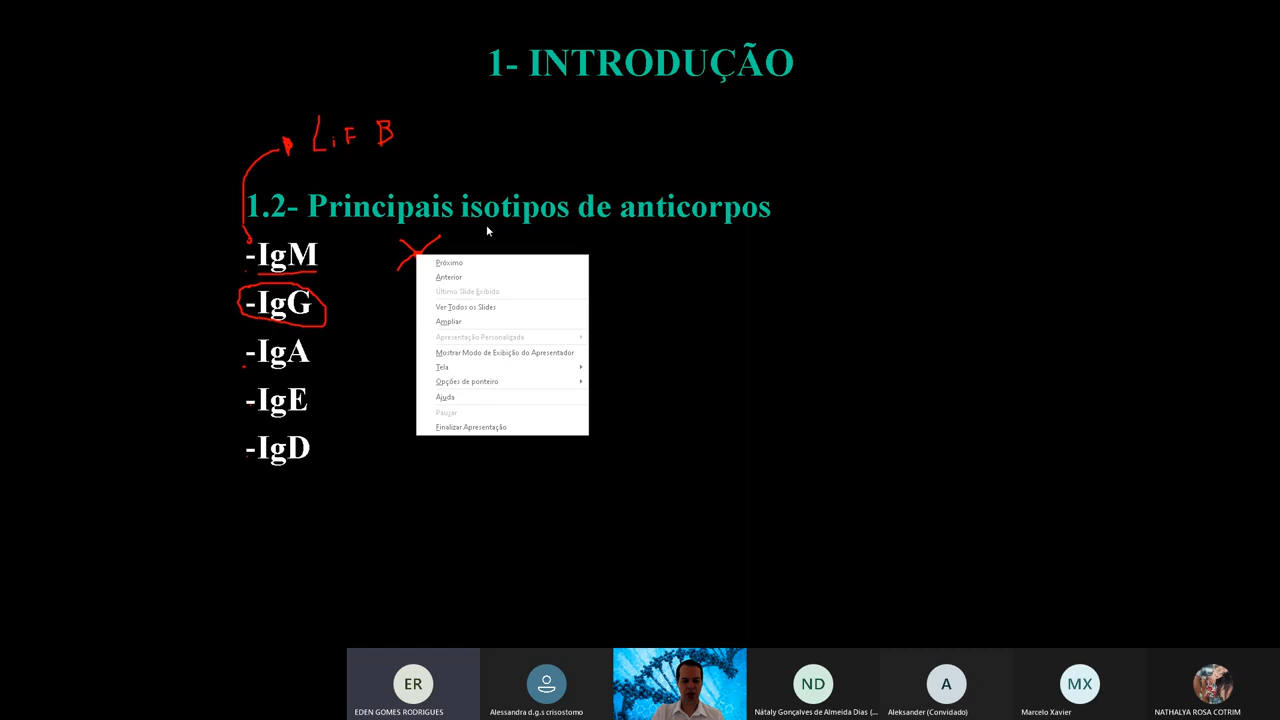 1- INTRODUÇÃO
LiF B
1.2- Principais isotipos de anticorpos
-IgM
-IgG
-IgA
-IgE
-IgD
Próximo
Anterior
Último Slide Exibido
Ver Todos os Slides
Ampliar
Apresentação Personalizada
Mostrar Modo de Exibição do Apresentador
Tela
Opções de ponteiro
Ajuda
Pausar
Finalizar Apresentação
ER
ND
A
MX
EDEN GOMES RODRIGUES
Alessandra d.g.s crisostomo
Nátaly Gonçalves de Almeida Dias (...
Aleksander (Convidado)
Marcelo Xavier
NATHALYA ROSA COTRIM